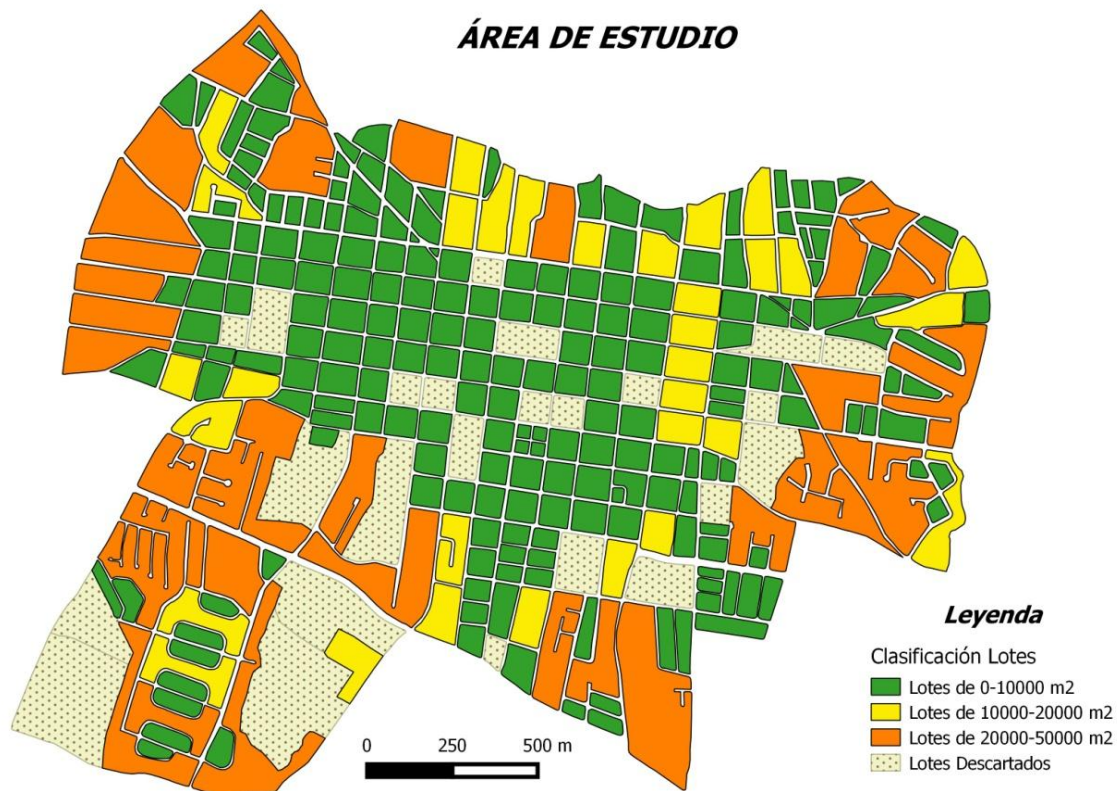 ÁREA DE ESTUDIO
Leyenda
Clasificación Lotes
Lotes de 0-10000 m2
Lotes de 10000-20000 m2
Lotes de 20000-50000 m2
Lotes Descartados
0 250 500 m